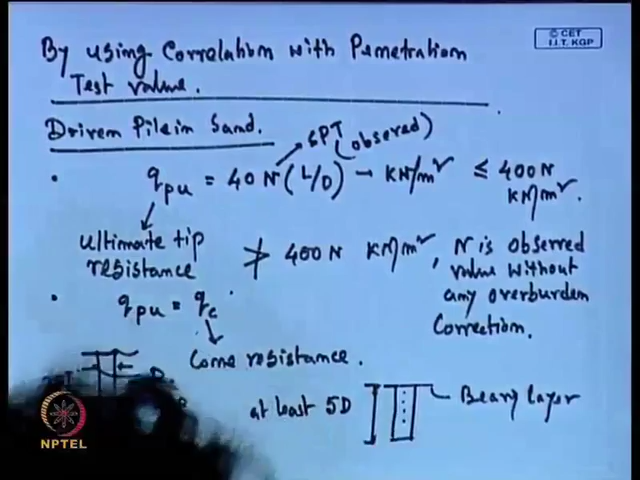 © CET
I.I.T. KGP
By using Correlation with Penetration
Test value.
Driven Pile in Sand.
SPT (observed)
• qpu = 40 N (L/D) – KN/m² ≤ 400 N KN/m².
Ultimate tip resistance
≯ 400 N KN/m², N is observed value without any overburden Correction.
• qpu = qc
Cone resistance.
at least 5D
Bearing layer
NPTEL